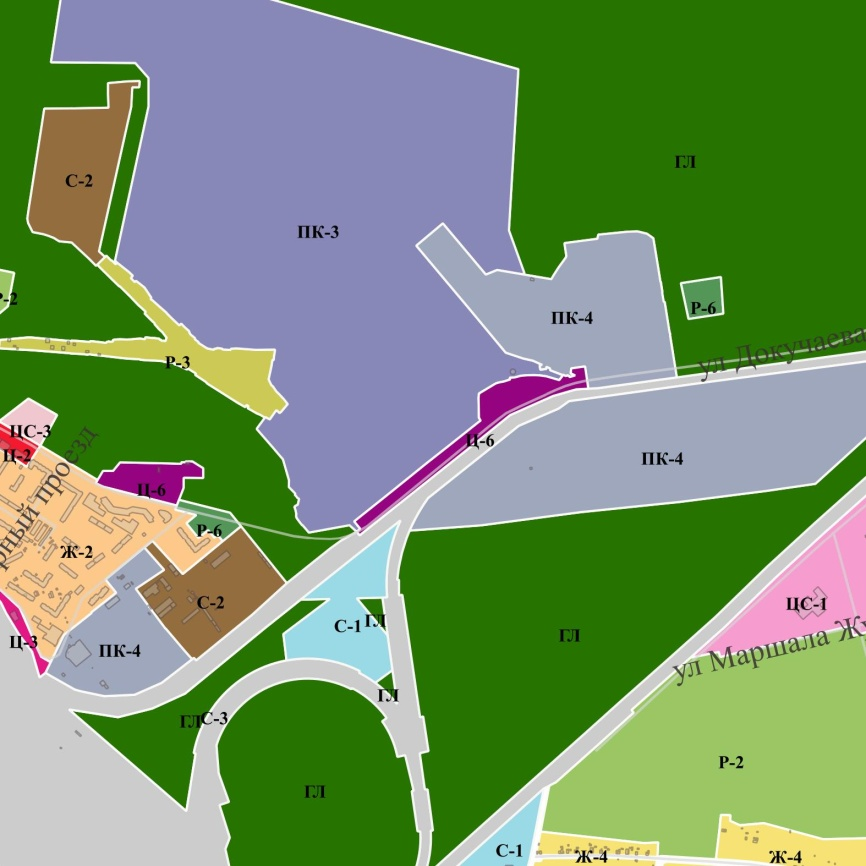 ГЛ
С-2
ПК-3
Р-2
Р-6
ПК-4
ул Докучаева
Р-3
ЦС-3
Ц-6
Ц-2
ПК-4
Ц-6
Р-6
Ж-2
С-2
ЦС-1
С-1
ГЛ
ГЛ
Ц-3
ПК-4
ул Маршала
ГЛ
ГЛ
С-3
Р-2
ГЛ
С-1
Ж-4
Ж-4